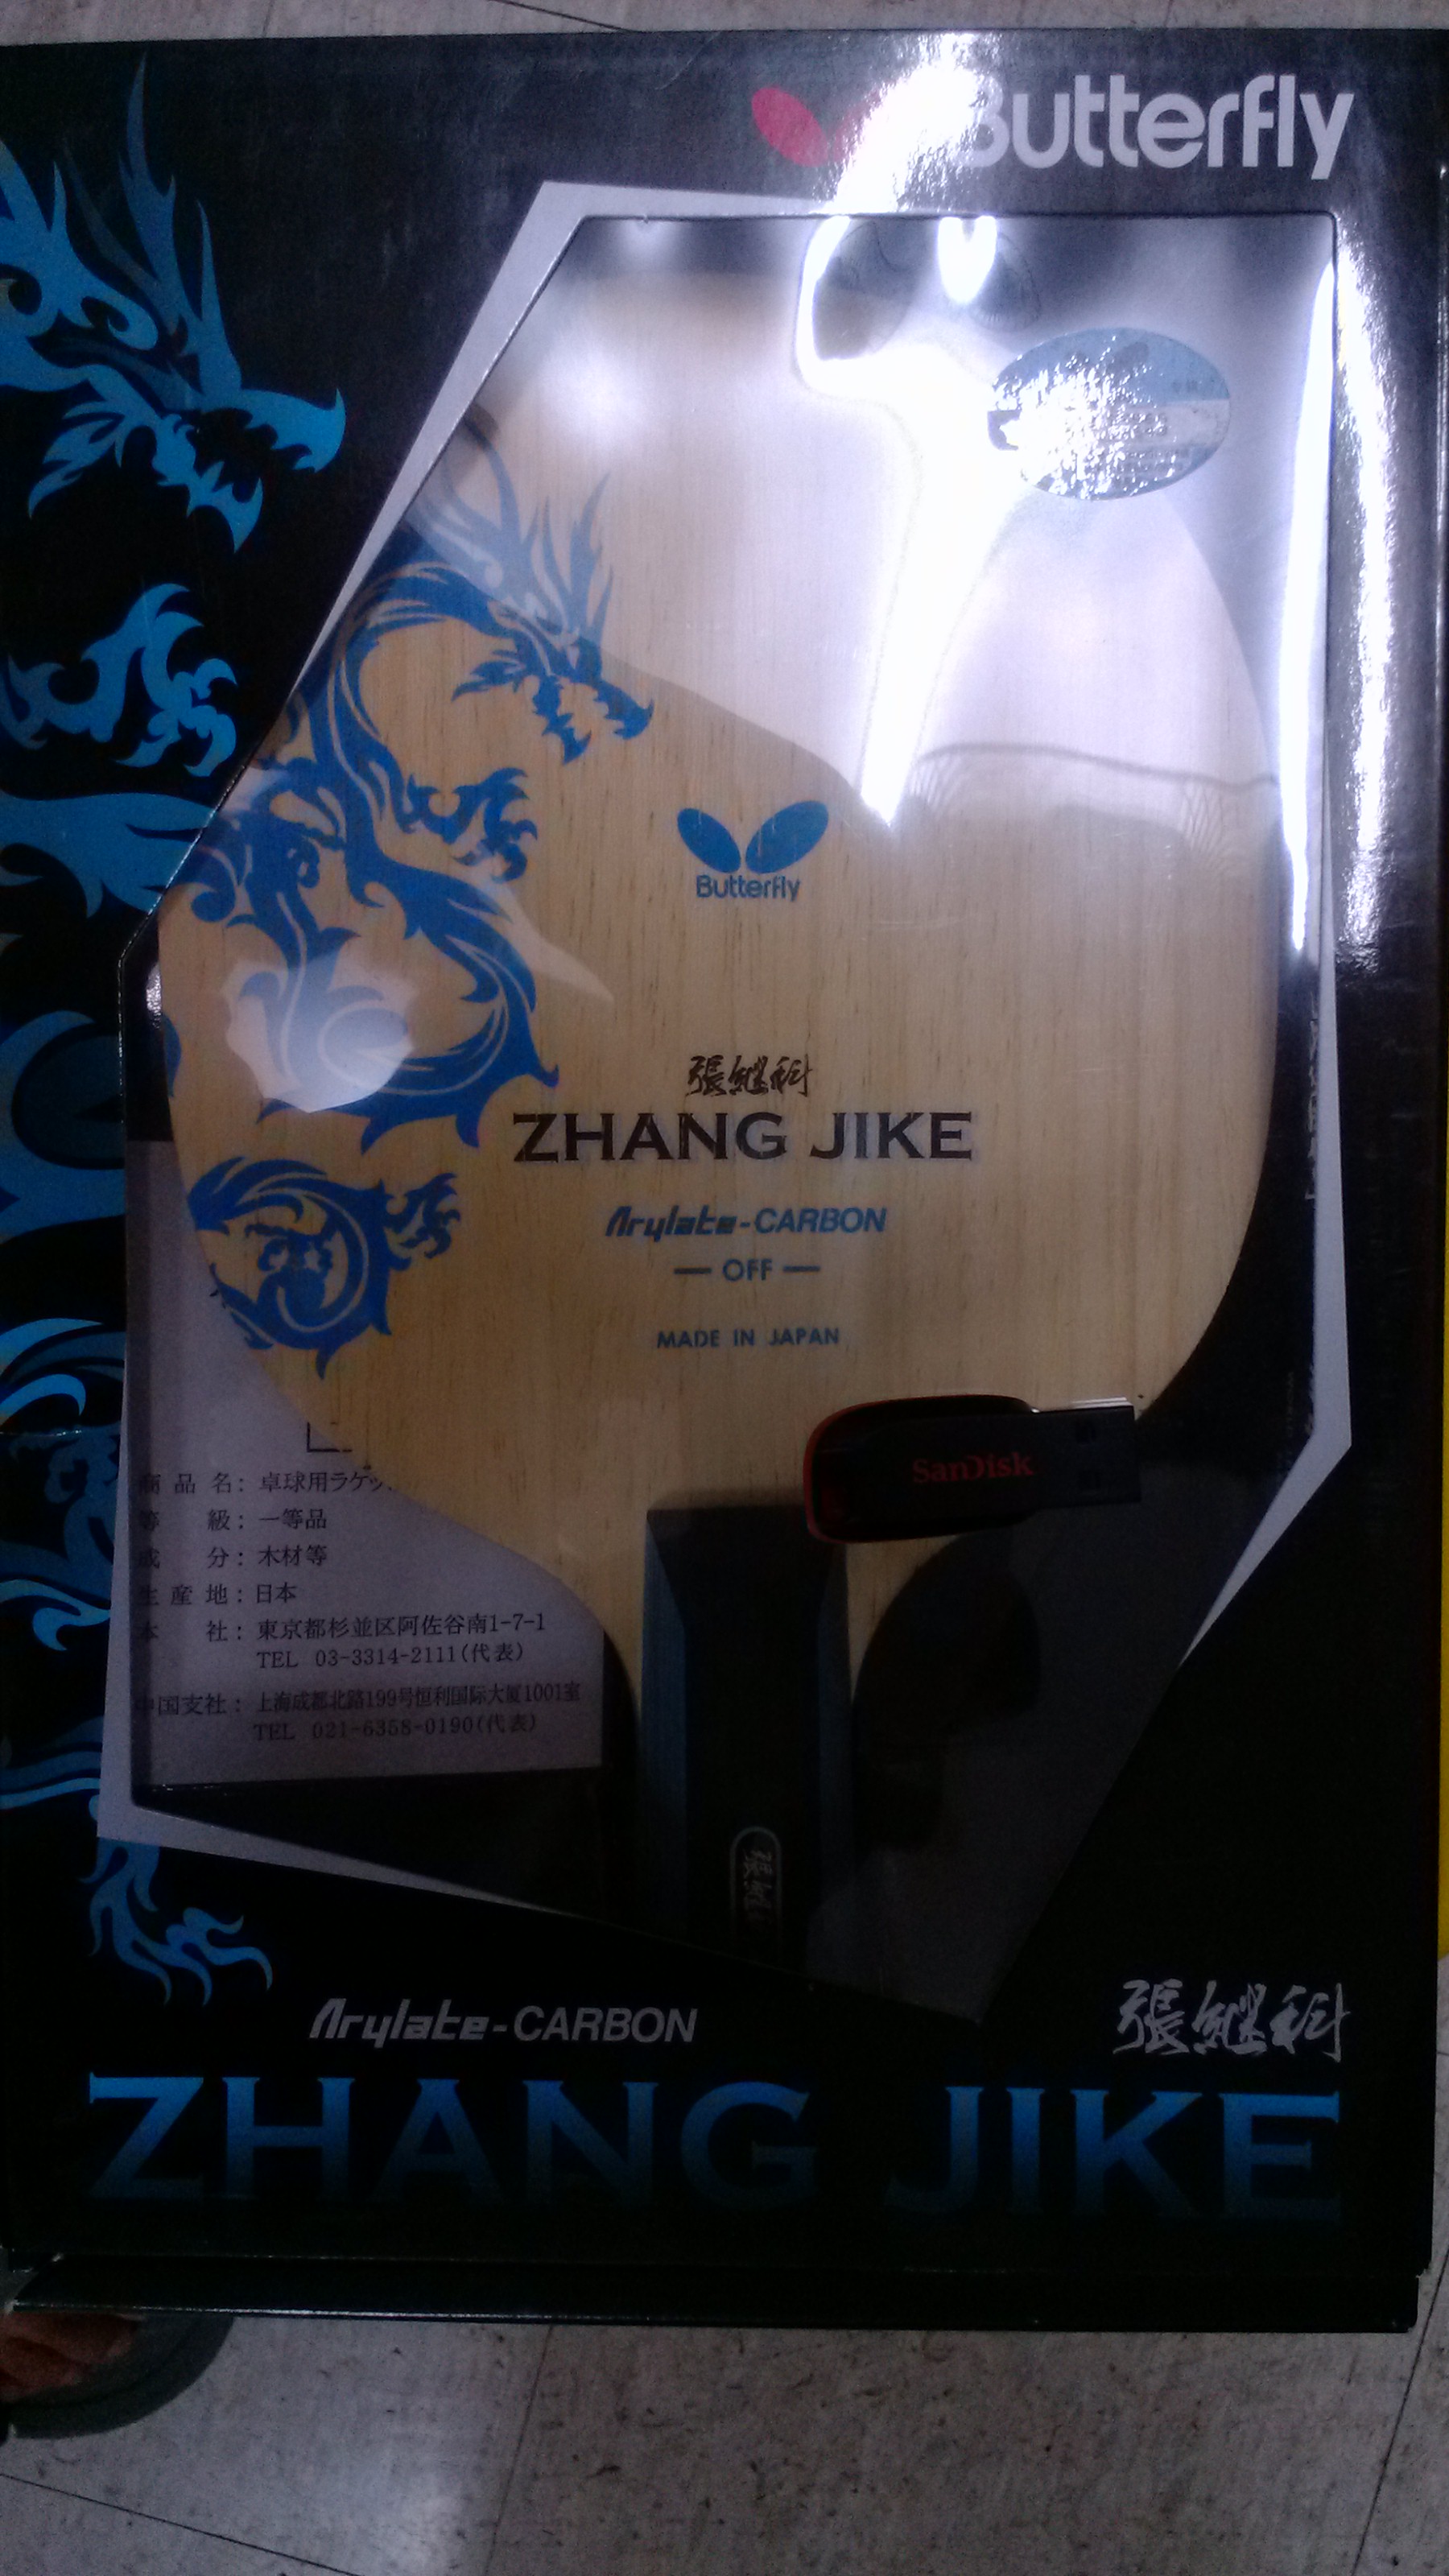 Butterfly
Butterfly
張継科
ZHANG JIKE
Arylate-CARBON
OFF
MADE IN JAPAN
SanDisk
商品名：卓球用ラケッ
等級：一等品
成分：木材等
生産地：日本
本社：東京都杉並区阿佐谷南1-7-1
TEL 03-3314-2111(代表)
中国支社：上海成都北路199号恒利国际大厦1001室
TEL 021-6358-0190(代表)
Arylate-CARBON
張継科
ZHANG JIKE